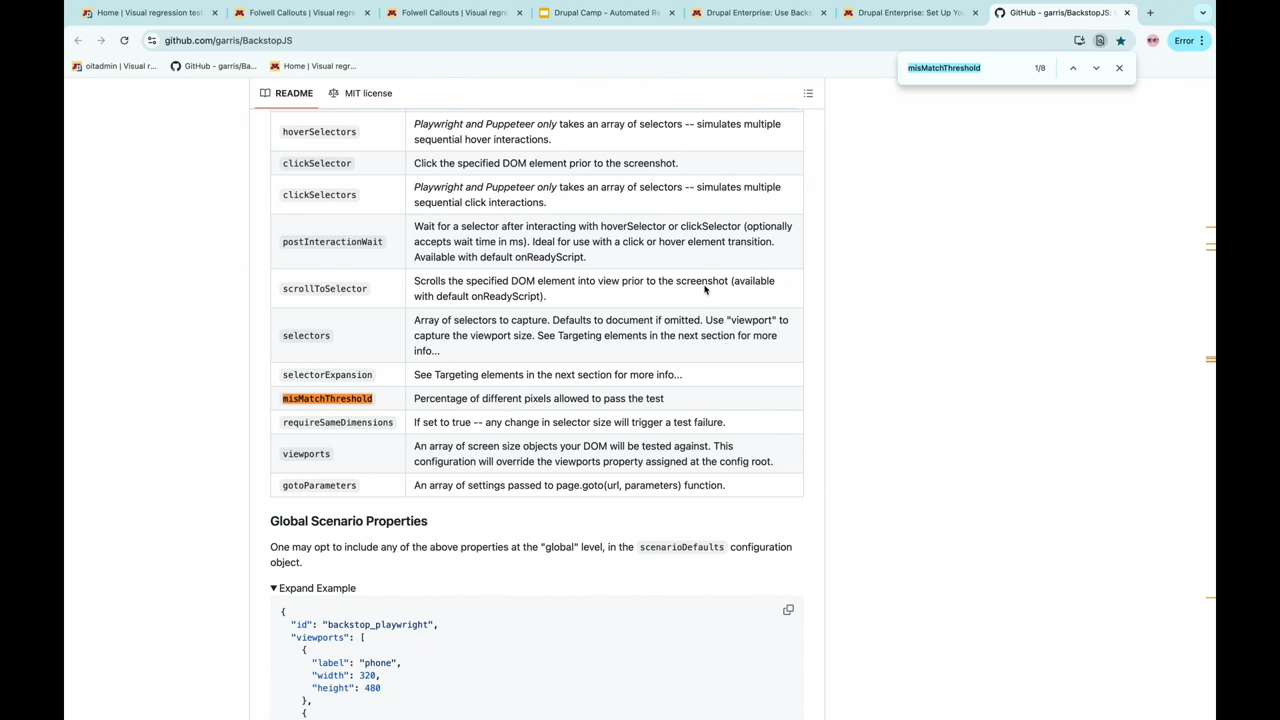 Home | Visual regression test
Folwell Callouts | Visual regre
Folwell Callouts | Visual regre
Drupal Camp - Automated Re
Drupal Enterprise: Use Backs
Drupal Enterprise: Set Up Yo
GitHub - garris/BackstopJS:
github.com/garris/BackstopJS
Error
oitadmin | Visual r...
GitHub - garris/Ba...
Home | Visual regr...
misMatchThreshold
1/8
README
MIT license
hoverSelectors
Playwright and Puppeteer only takes an array of selectors -- simulates multiple
sequential hover interactions.
clickSelector
Click the specified DOM element prior to the screenshot.
clickSelectors
Playwright and Puppeteer only takes an array of selectors -- simulates multiple
sequential click interactions.
postInteractionWait
Wait for a selector after interacting with hoverSelector or clickSelector (optionally
accepts wait time in ms). Ideal for use with a click or hover element transition.
Available with default onReadyScript.
scrollToSelector
Scrolls the specified DOM element into view prior to the screenshot (available
with default onReadyScript).
selectors
Array of selectors to capture. Defaults to document if omitted. Use "viewport" to
capture the viewport size. See Targeting elements in the next section for more
info...
selectorExpansion
See Targeting elements in the next section for more info...
misMatchThreshold
Percentage of different pixels allowed to pass the test
requireSameDimensions
If set to true -- any change in selector size will trigger a test failure.
viewports
An array of screen size objects your DOM will be tested against. This
configuration will override the viewports property assigned at the config root.
gotoParameters
An array of settings passed to page.goto(url, parameters) function.
Global Scenario Properties
One may opt to include any of the above properties at the "global" level, in the scenarioDefaults configuration
object.
Expand Example
{
"id": "backstop_playwright",
"viewports": [
{
"label": "phone",
"width": 320,
"height": 480
},
{